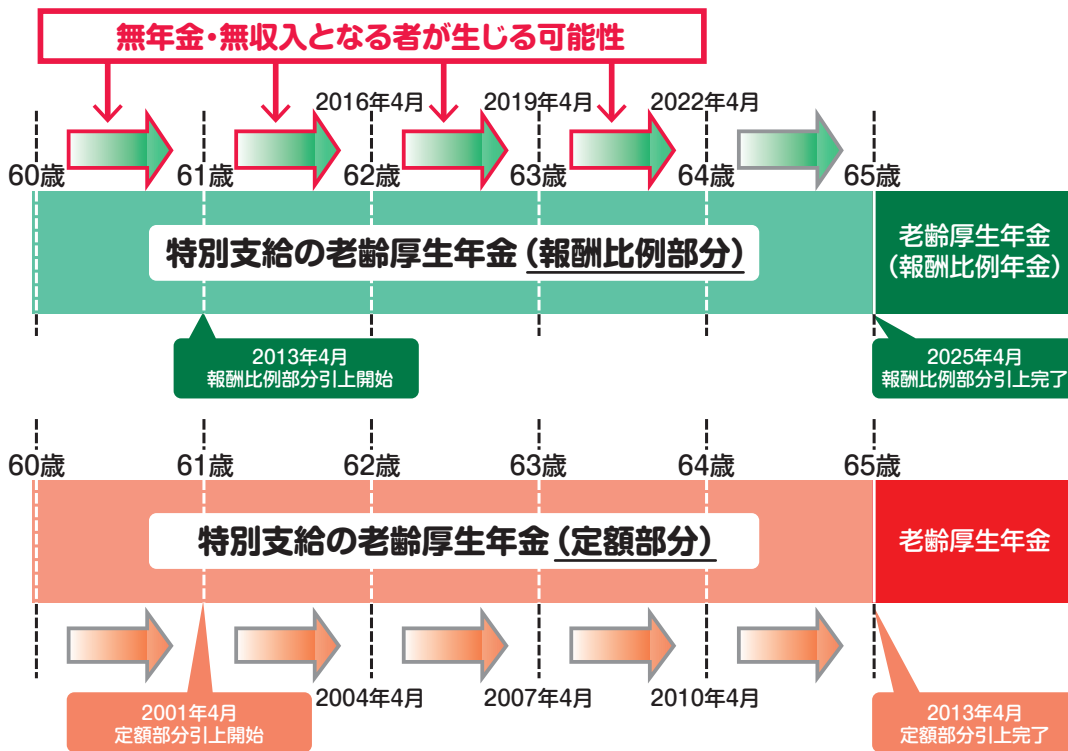 無年金・無収入となる者が生じる可能性
2016年4月 2019年4月 2022年4月
60歳 61歳 62歳 63歳 64歳 65歳
特別支給の老齢厚生年金(報酬比例部分)
老齢厚生年金
(報酬比例年金)
2013年4月
報酬比例部分引上開始
2025年4月
報酬比例部分引上完了
60歳 61歳 62歳 63歳 64歳 65歳
特別支給の老齢厚生年金(定額部分)
老齢厚生年金
2004年4月 2007年4月 2010年4月
2001年4月
定額部分引上開始
2013年4月
定額部分引上完了